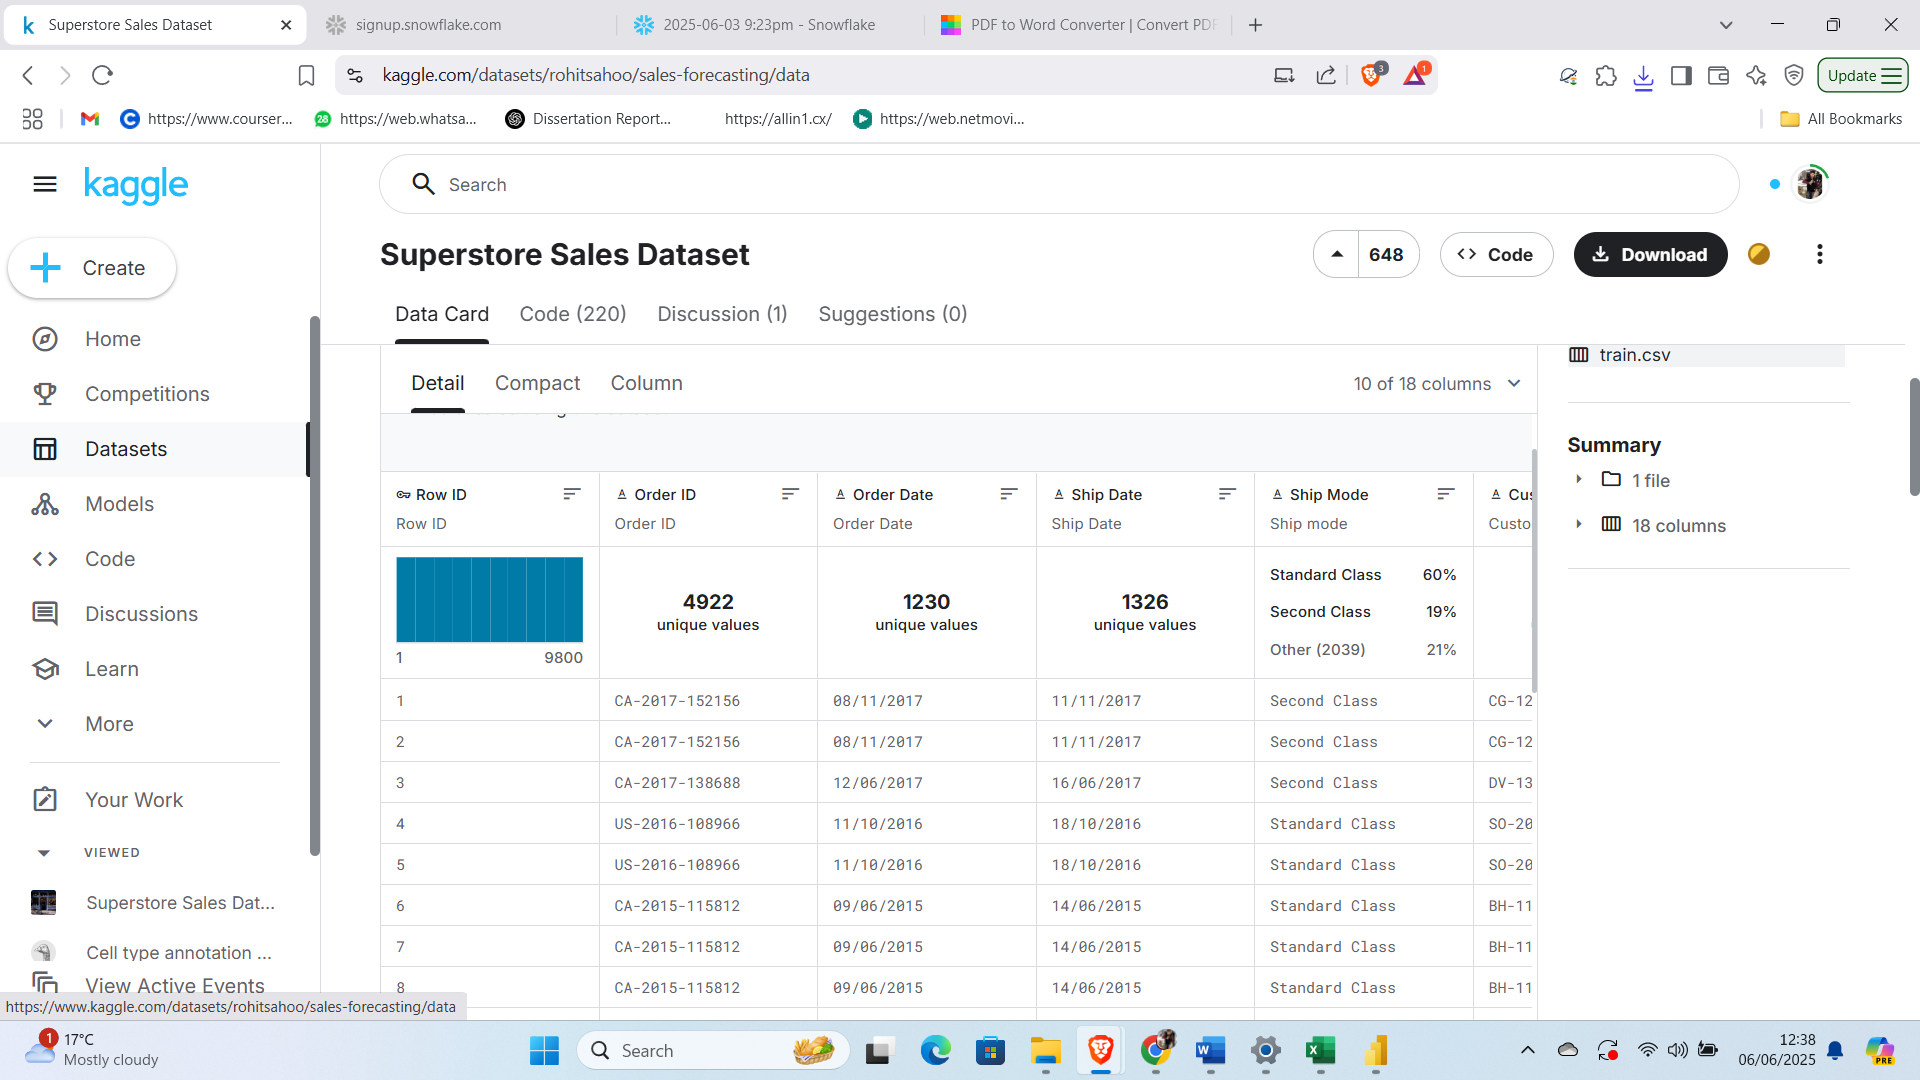 Superstore Sales Dataset
signup.snowflake.com
2025-06-03 9:23pm - Snowflake
PDF to Word Converter | Convert PDF
kaggle.com/datasets/rohitsahoo/sales-forecasting/data
3
1
Update
https://www.courser...
28
https://web.whatsa...
Dissertation Report...
https://allin1.cx/
https://web.netmovi...
All Bookmarks
kaggle
Search
Create
Home
Competitions
Datasets
Models
Code
Discussions
Learn
More
Your Work
VIEWED
Superstore Sales Dat...
Cell type annotation ...
View Active Events
https://www.kaggle.com/datasets/rohitsahoo/sales-forecasting/data
Superstore Sales Dataset
648
Code
Download
Data Card
Code (220)
Discussion (1)
Suggestions (0)
Detail
Compact
Column
10 of 18 columns
Row ID Order ID Order Date Ship Date Ship Mode Cus
Row ID Order ID Order Date Ship Date Ship mode Custo
1 9800
4922
unique values
1230
unique values
1326
unique values
Standard Class 60%
Second Class 19%
Other (2039) 21%
1 CA-2017-152156 08/11/2017 11/11/2017 Second Class CG-12
2 CA-2017-152156 08/11/2017 11/11/2017 Second Class CG-12
3 CA-2017-138688 12/06/2017 16/06/2017 Second Class DV-13
4 US-2016-108966 11/10/2016 18/10/2016 Standard Class SO-20
5 US-2016-108966 11/10/2016 18/10/2016 Standard Class SO-20
6 CA-2015-115812 09/06/2015 14/06/2015 Standard Class BH-11
7 CA-2015-115812 09/06/2015 14/06/2015 Standard Class BH-11
8 CA-2015-115812 09/06/2015 14/06/2015 Standard Class BH-11
train.csv
Summary
1 file
18 columns
1
17°C
Mostly cloudy
Search
12:38
06/06/2025
PRE